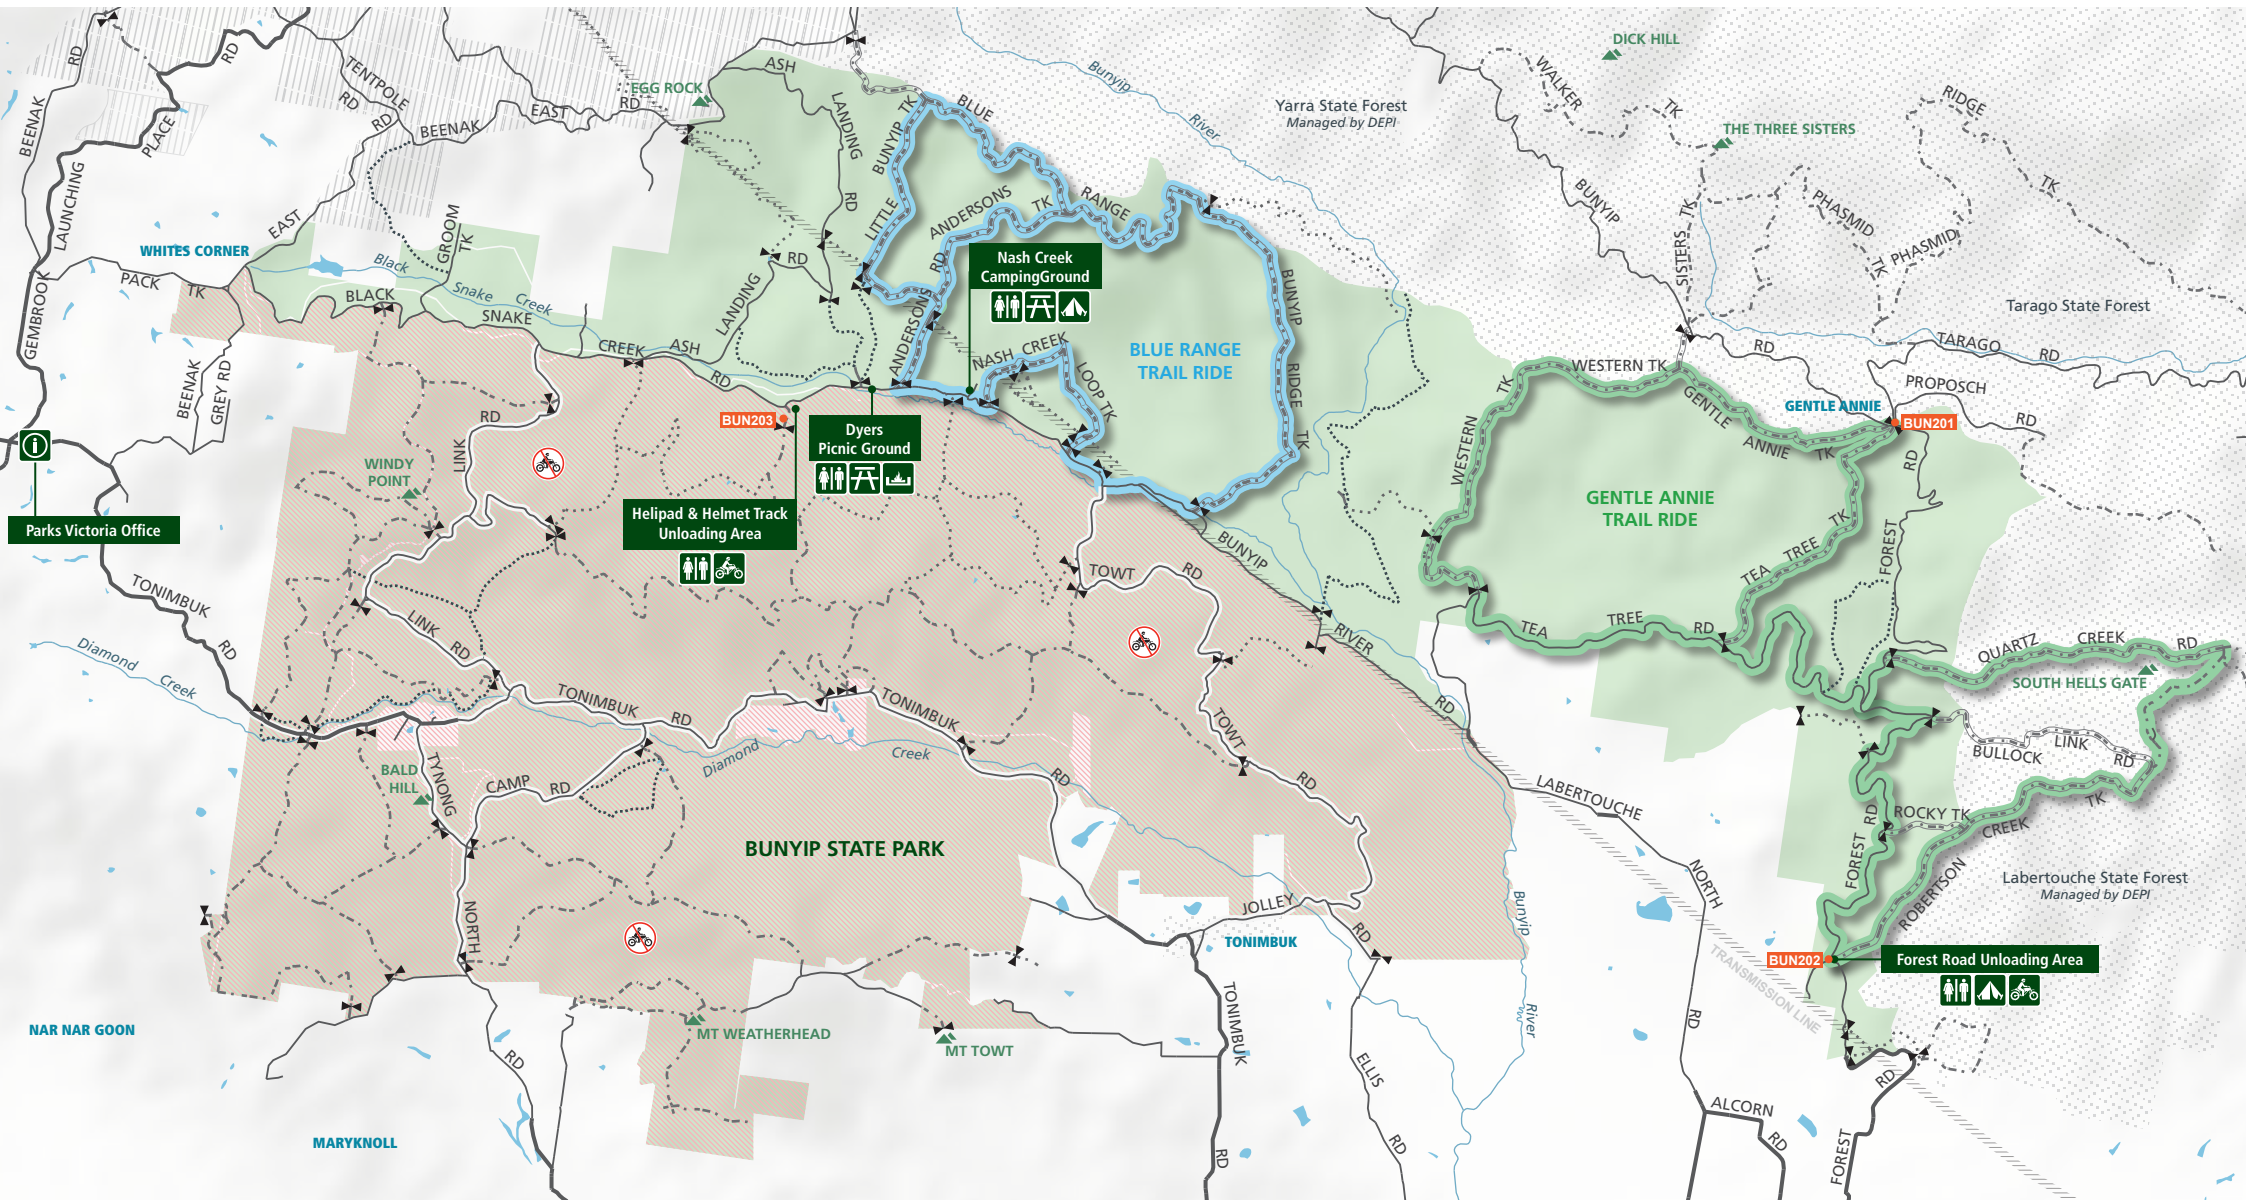 DICK HILL
WALKER
TK
Yarra State Forest
Managed by DEPI
THE THREE SISTERS
RIDGE
TK
PHASMID
PHASMID
TK
BUNYIP
SISTERS TK
Tarago State Forest
Bunyip
River
BEENAK
RD
RD
PLACE
LAUNCHING
GEMBROOK
TENTPOLE
RD
RD
BEENAK
EAST
RD
EGG ROCK
EAST
WHITES CORNER
PACK
TK
BLACK
SNAKE
CREEK
RD
ASH
GROOM
TK
Black
Snake
Creek
ASH
LANDING
RD
RD
LANDING
LITTLE
BUNYIP
TK
BLUE
RANGE
ANDERSONS
TK
RD
ANDERSONS
Nash Creek
CampingGround
NASH CREEK
LOOP TK
BLUE RANGE
TRAIL RIDE
BUNYIP
RIDGE
TK
BEENAK
GREY RD
Parks Victoria Office
WINDY
POINT
LINK
RD
BUN203
Dyers
Picnic Ground
Helipad & Helmet Track
Unloading Area
WESTERN TK
WESTERN
TK
GENTLE
ANNIE
TK
GENTLE ANNIE
RD
TARAGO
RD
PROPOSCH
RD
BUN201
RD
FOREST
GENTLE ANNIE
TRAIL RIDE
TEA
TREE
TK
TEA
TREE
RD
TONIMBUK
RD
Diamond
Creek
LINK
RD
TONIMBUK
RD
TONIMBUK
RD
Diamond
Creek
TOWT
RD
TOWT
RD
BUNYIP
RIVER
RD
QUARTZ
CREEK
RD
SOUTH HELLS GATE
BULLOCK
LINK
RD
ROCKY TK
CREEK
TK
ROBERTSON
FOREST
RD
BALD
HILL
TYNONG
CAMP
RD
NORTH
RD
BUNYIP STATE PARK
LABERTOUCHE
NORTH
RD
Labertouche State Forest
Managed by DEPI
TRANSMISSION LINE
BUN202
Forest Road Unloading Area
JOLLEY
RD
TONIMBUK
Bunyip
River
NAR NAR GOON
MARYKNOLL
MT WEATHERHEAD
MT TOWT
TONIMBUK
RD
ELLIS
RD
ALCORN
RD
RD
FOREST